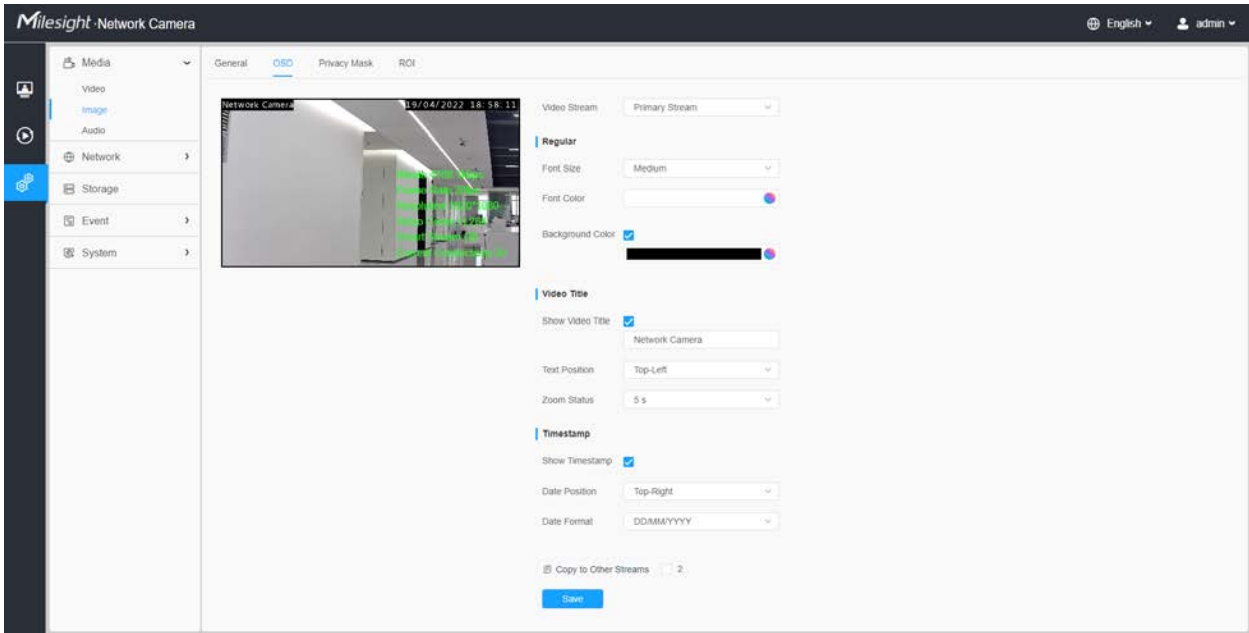 Milesight · Network Camera
English
admin
Media
Video
Image
Audio
Network
Storage
Event
System
General
OSD
Privacy Mask
ROI
Network Camera
19/04/2022 18:58:11
Video Stream
Primary Stream
Regular
Font Size
Medium
Font Color
Background Color
Video Title
Show Video Title
Network Camera
Text Position
Top-Left
Zoom Status
5 s
Timestamp
Show Timestamp
Date Position
Top-Right
Date Format
DD/MM/YYYY
Copy to Other Streams
2
Save